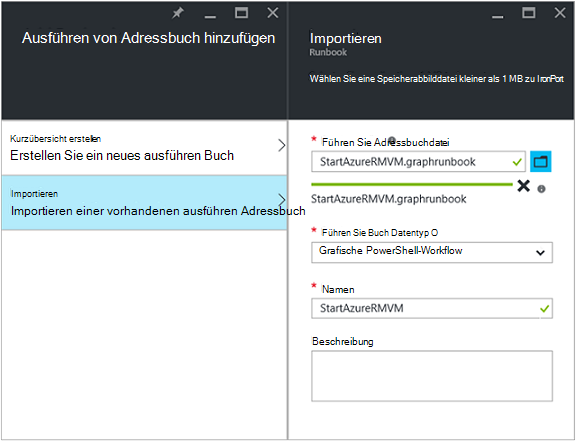 Ausführen von Adressbuch hinzufügen
Kurzübersicht erstellen
Erstellen Sie ein neues ausführen Buch
Importieren
Importieren einer vorhandenen ausführen Adressbuch
Importieren
Runbook
Wählen Sie eine Speicherabbilddatei kleiner als 1 MB zu IronPort
* Führen Sie Adressbuchdatei
StartAzureRMVM.graphrunbook
StartAzureRMVM.graphrunbook
* Führen Sie Buch Datentyp O
Grafische PowerShell-Workflow
* Namen
StartAzureRMVM
Beschreibung